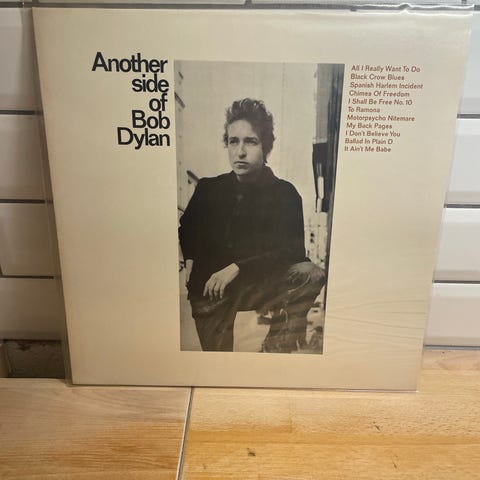 Another
side
of
Bob
Dylan
All I Really Want To Do
Black Crow Blues
Spanish Harlem Incident
Chimes Of Freedom
I Shall Be Free No. 10
To Ramona
Motorpsycho Nitemare
My Back Pages
I Don't Believe You
Ballad In Plain D
It Ain't Me Babe